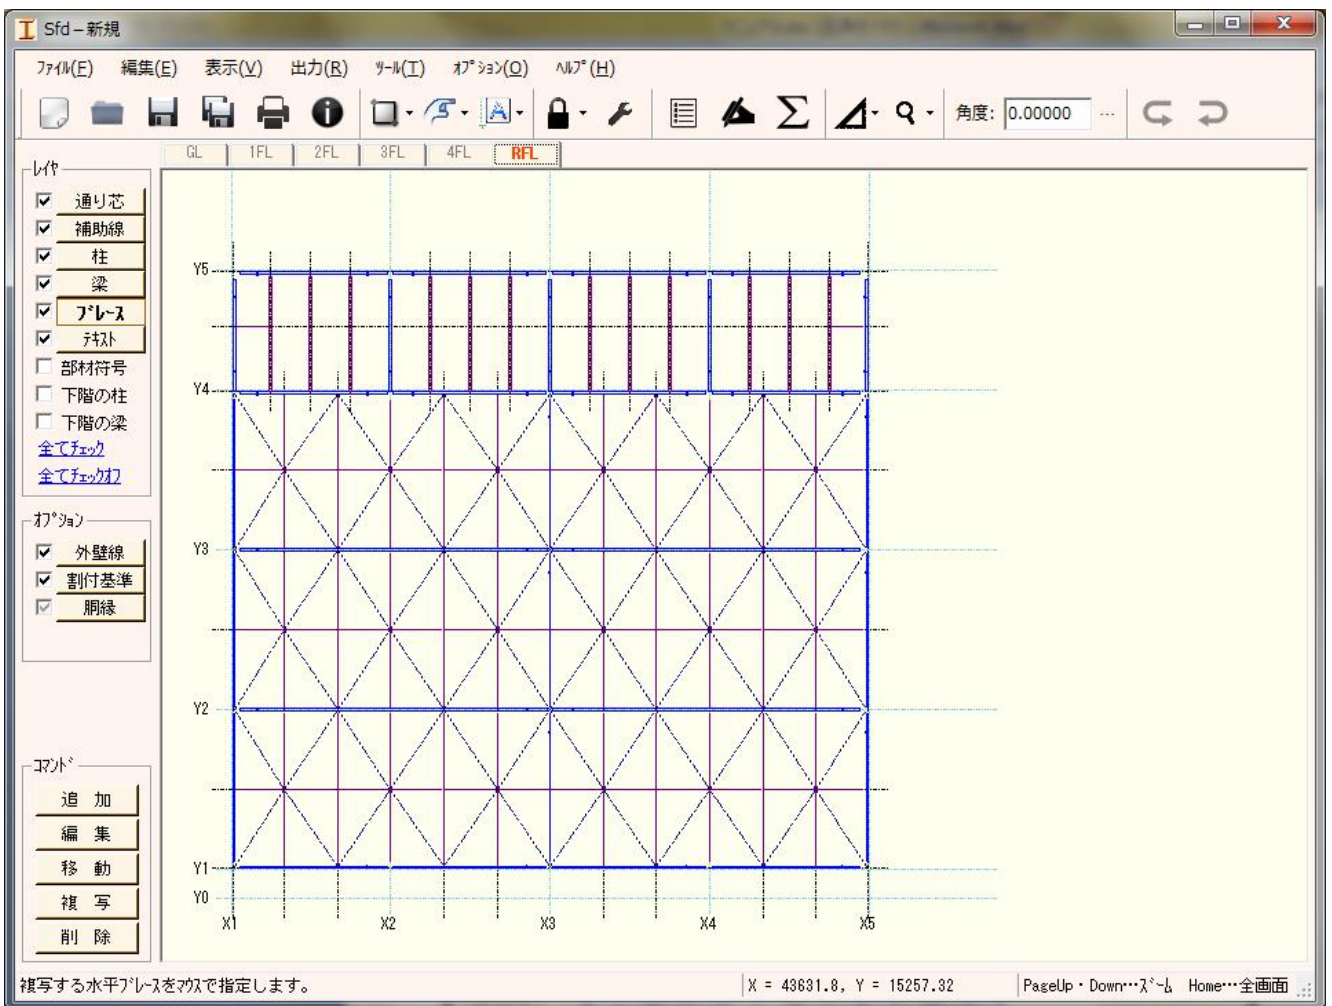 Sfd－新規
ﾌｧｲﾙ(F) 編集(E) 表示(V) 出力(R) ﾂｰﾙ(T) ｵﾌﾟｼｮﾝ(O) ﾍﾙﾌﾟ(H)
角度: 0.00000 ...
GL 1FL 2FL 3FL 4FL RFL
ﾚｲﾔ
通り芯
補助線
柱
梁
ﾌﾞﾚｰｽ
ﾃｷｽﾄ
部材符号
下階の柱
下階の梁
全てﾁｪｯｸ
全てﾁｪｯｸｵﾌ
ｵﾌﾟｼｮﾝ
外壁線
割付基準
胴縁
ｺﾏﾝﾄﾞ
追 加
編 集
移 動
複 写
削 除
Y5
Y4
Y3
Y2
Y1
Y0
X1 X2 X3 X4 X5
複写する水平ﾌﾞﾚｰｽをﾏｳｽで指定します。 X = 43631.8, Y = 15257.32 PageUp・Down…ｽﾞｰﾑ Home…全画面